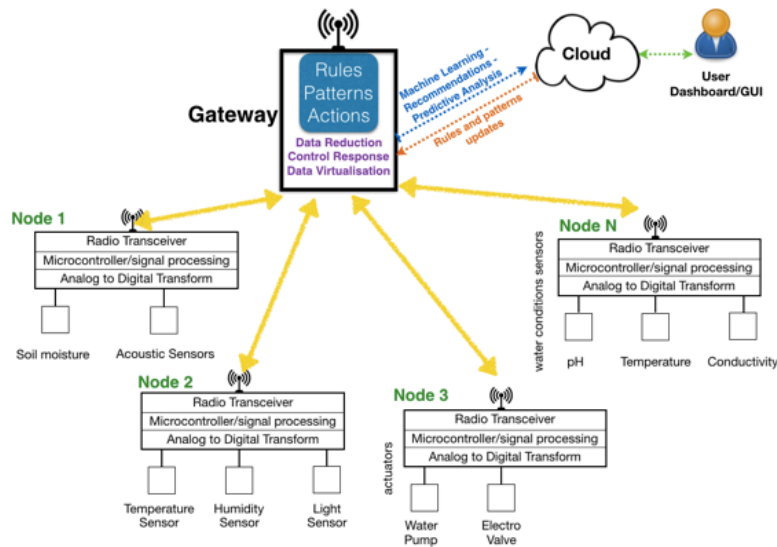 Rules
Patterns
Actions
Gateway
Data Reduction
Control Response
Data Virtualisation
Machine Learning -
Recommendations -
Predictive Analysis
Rules and patterns
updates
Cloud
User
Dashboard/GUI
Node 1
Radio Transceiver
Microcontroller/signal processing
Analog to Digital Transform
Soil moisture
Acoustic Sensors
Node N
Radio Transceiver
Microcontroller/signal processing
Analog to Digital Transform
water conditions sensors
pH
Temperature
Conductivity
Node 2
Radio Transceiver
Microcontroller/signal processing
Analog to Digital Transform
Temperature
Sensor
Humidity
Sensor
Light
Sensor
Node 3
Radio Transceiver
Microcontroller/signal processing
Analog to Digital Transform
actuators
Water
Pump
Electro
Valve